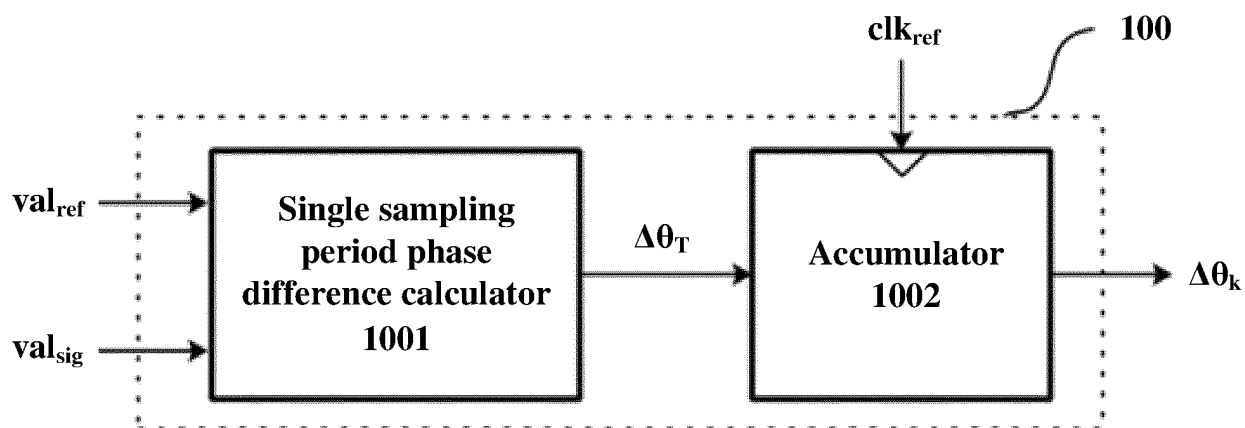 clk_ref
100
val_ref
val_sig
Single sampling
period phase
difference calculator
1001
Δθ_T
Accumulator
1002
Δθ_k